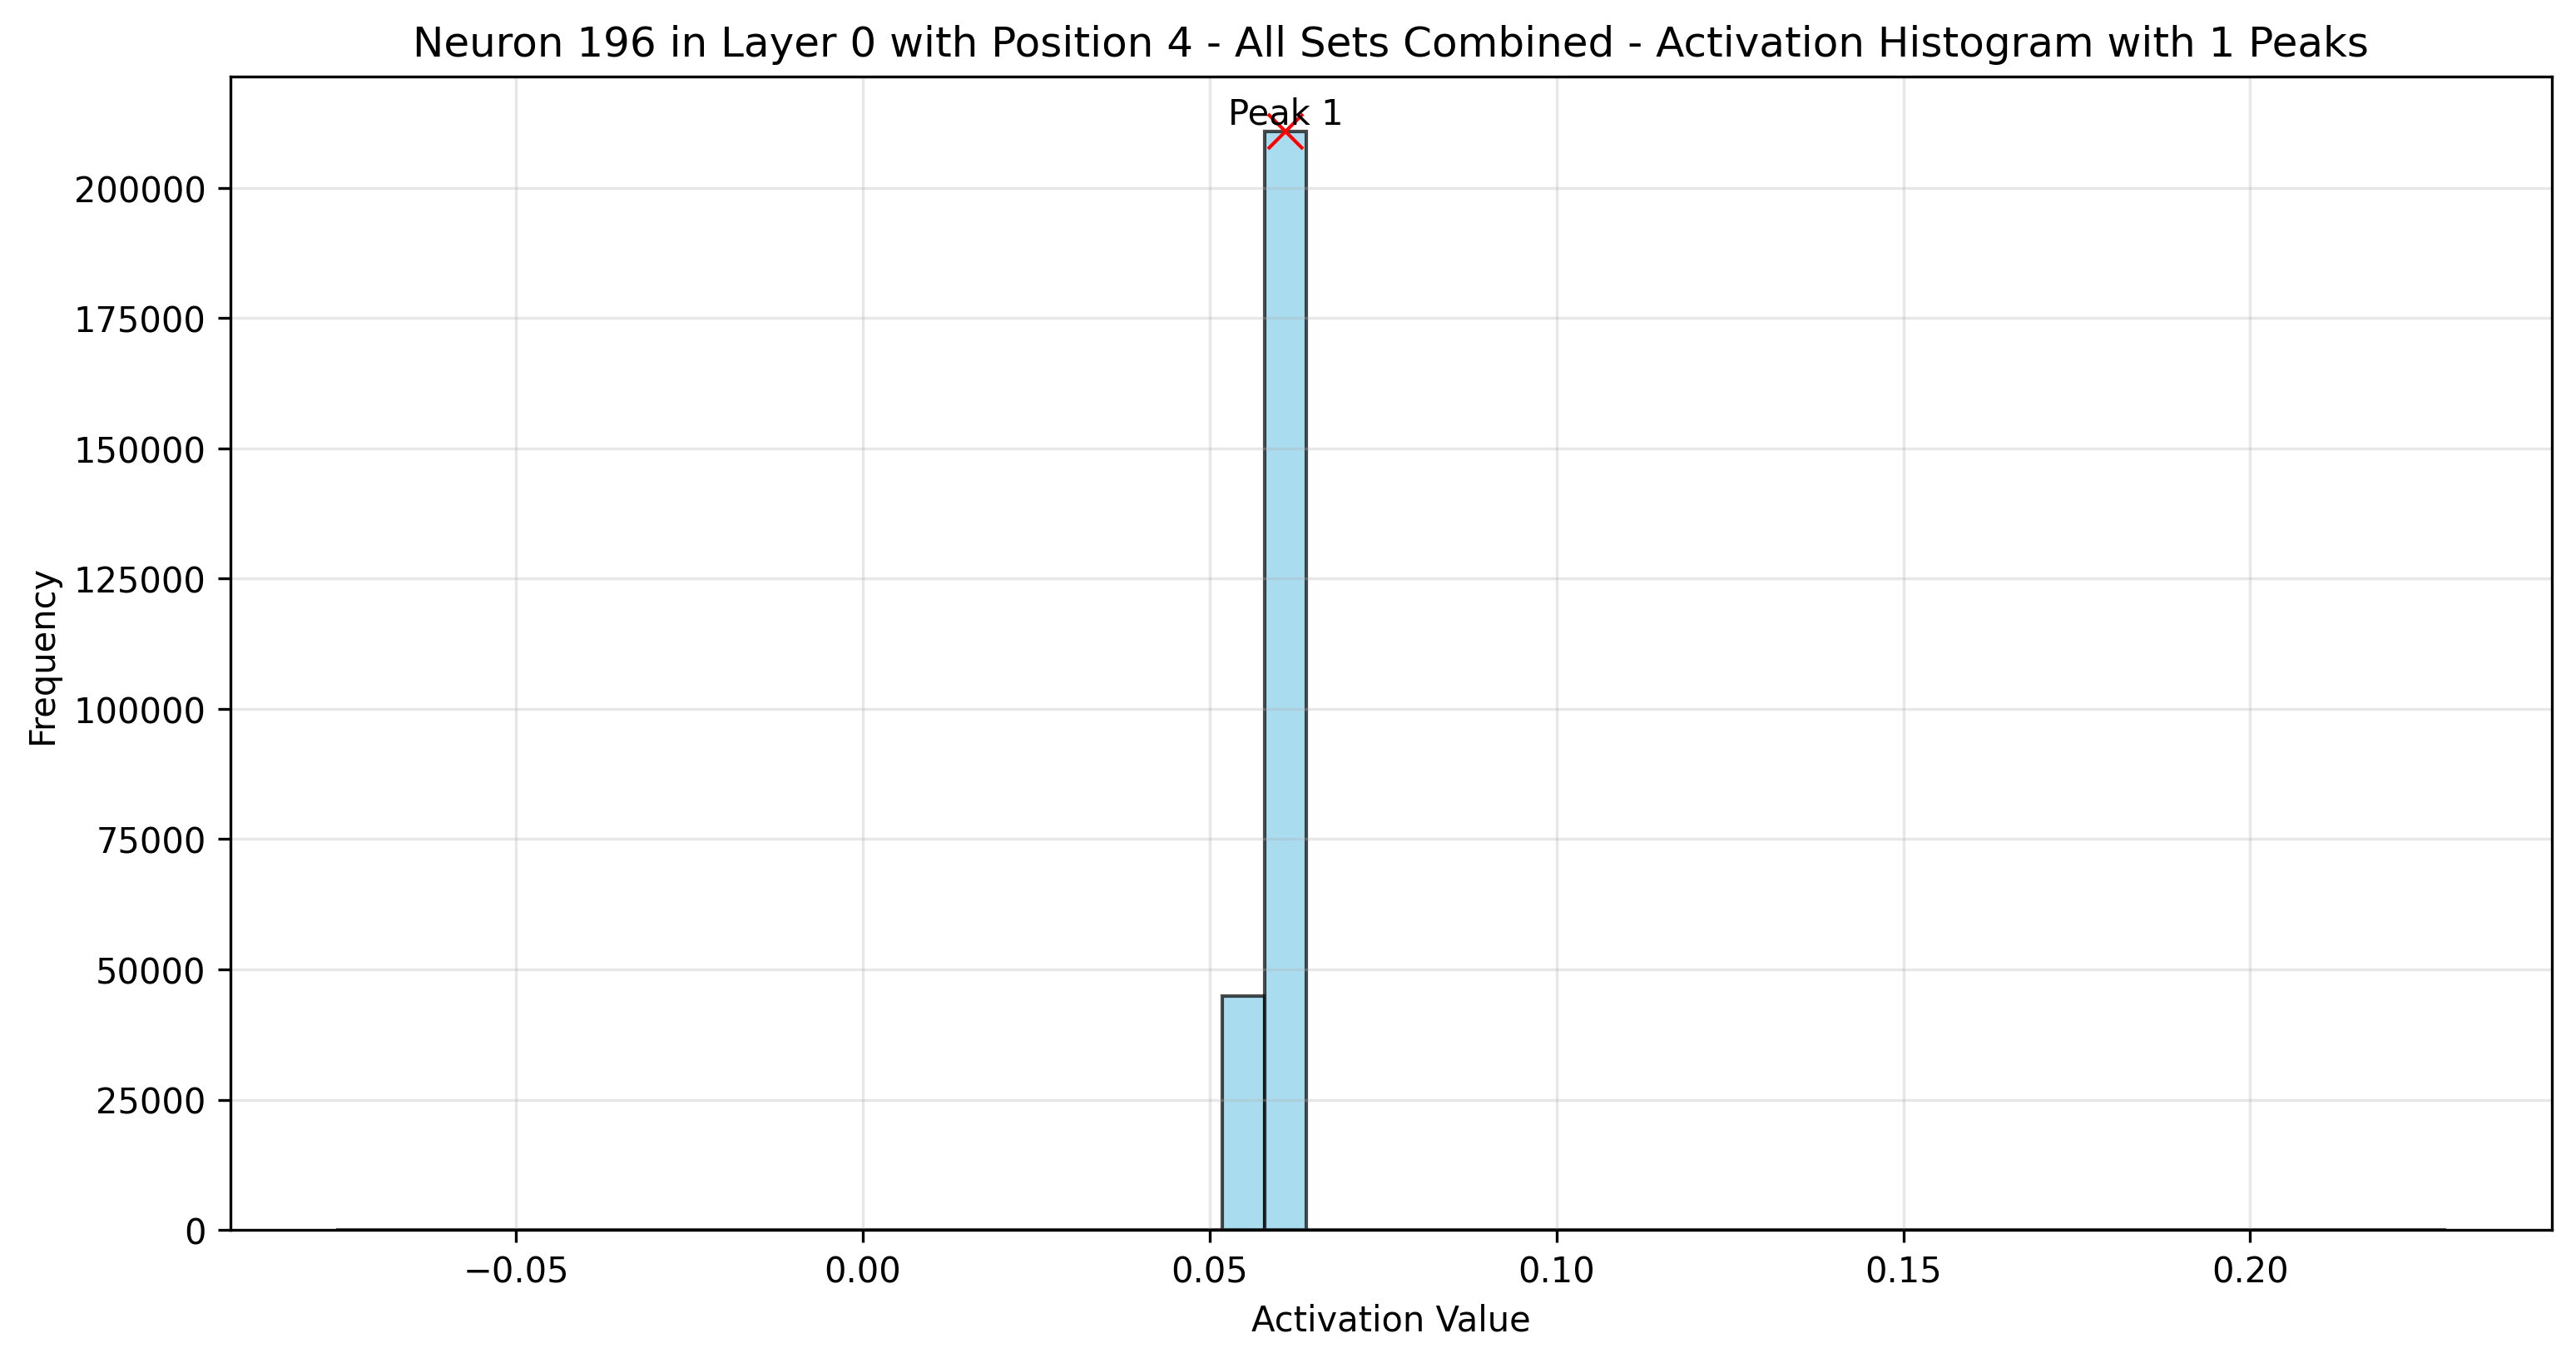 Neuron 196 in Layer 0 with Position 4 - All Sets Combined - Activation Histogram with 1 Peaks
Peak 1
200000
175000
150000
125000
100000
75000
50000
25000
0
Frequency
−0.05 0.00 0.05 0.10 0.15 0.20
Activation Value